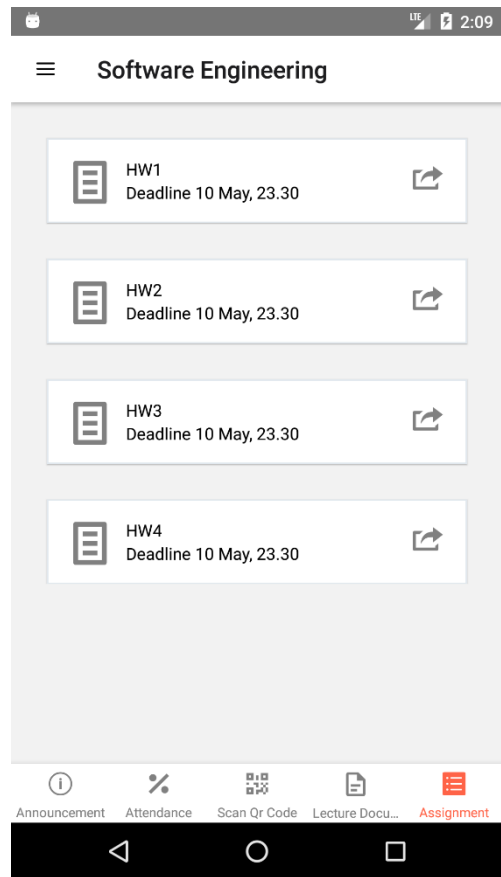 LTE 2:09
Software Engineering
HW1
Deadline 10 May, 23.30
HW2
Deadline 10 May, 23.30
HW3
Deadline 10 May, 23.30
HW4
Deadline 10 May, 23.30
Announcement Attendance Scan Qr Code Lecture Docu... Assignment